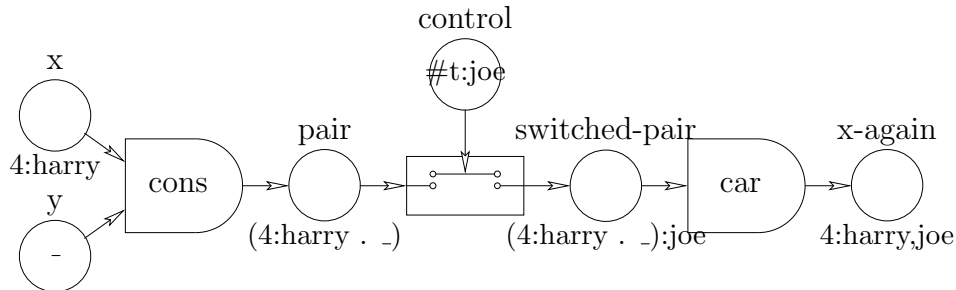 control
#t:joe
x
4:harry
y
-
cons
pair
(4:harry . _)
switched-pair
(4:harry . _):joe
car
x-again
4:harry,joe